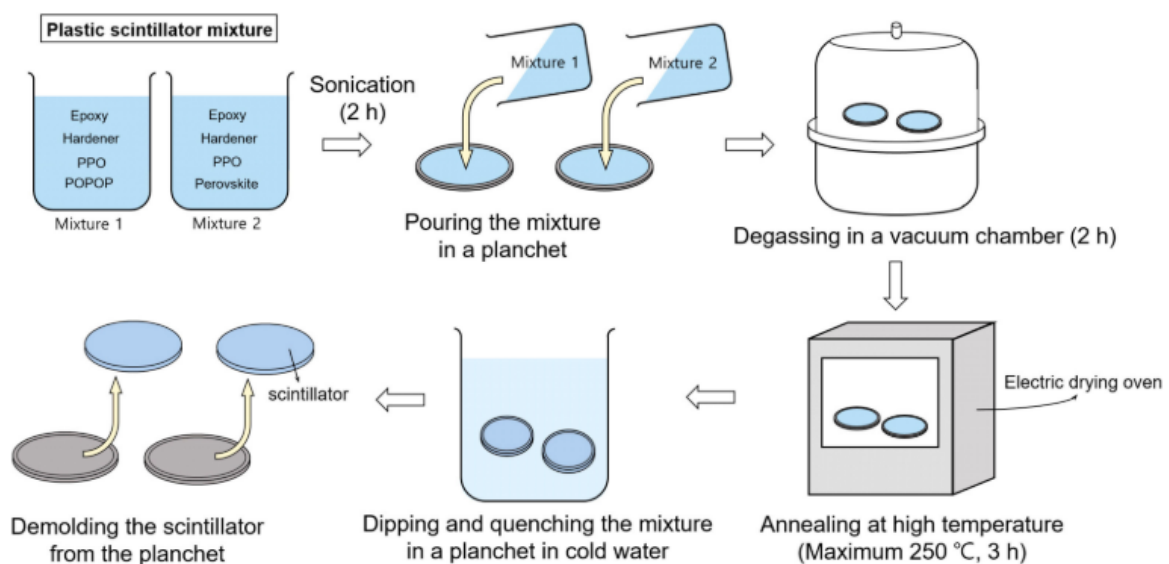 Plastic scintillator mixture
Epoxy
Hardener
PPO
POPOP
Mixture 1
Epoxy
Hardener
PPO
Perovskite
Mixture 2
Sonication
(2 h)
Mixture 1
Mixture 2
Pouring the mixture
in a planchet
Degassing in a vacuum chamber (2 h)
Electric drying oven
Annealing at high temperature
(Maximum 250 ℃, 3 h)
Dipping and quenching the mixture
in a planchet in cold water
scintillator
Demolding the scintillator
from the planchet